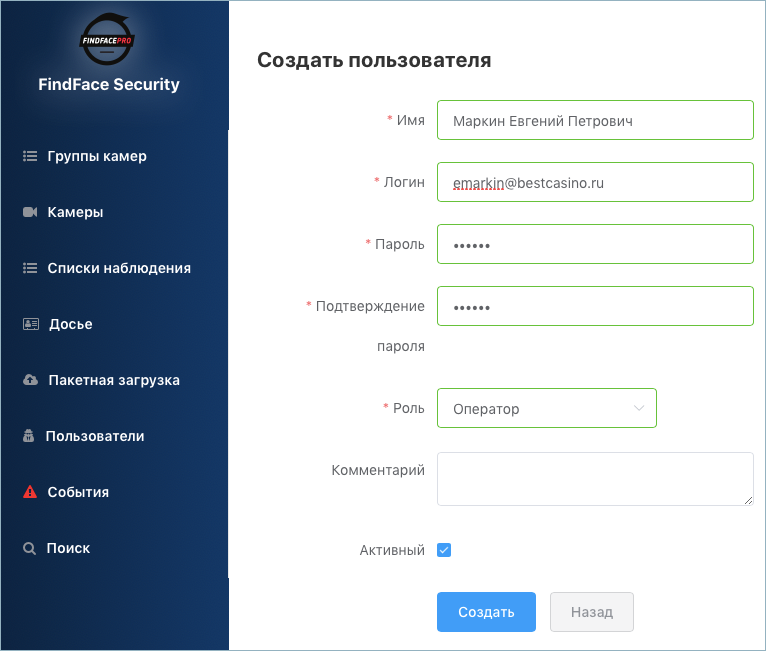 FINDFACEPRO
FindFace Security
Группы камер
Камеры
Списки наблюдения
Досье
Пакетная загрузка
Пользователи
События
Поиск
Создать пользователя
* Имя
Маркин Евгений Петрович
* Логин
emarkin@bestcasino.ru
* Пароль
••••••
* Подтверждение
пароля
••••••
* Роль
Оператор
Комментарий
Активный
Создать
Назад